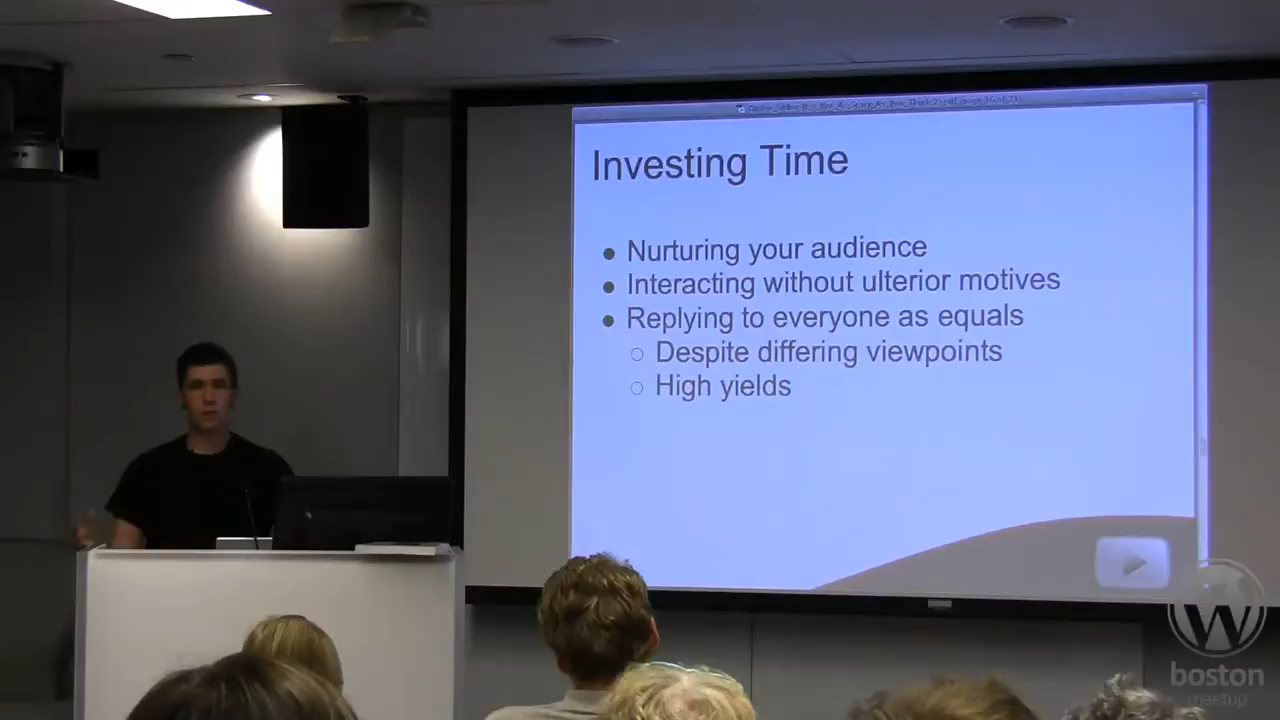 Investing Time
Nurturing your audience
Interacting without ulterior motives
Replying to everyone as equals
Despite differing viewpoints
High yields
W
boston
meetup